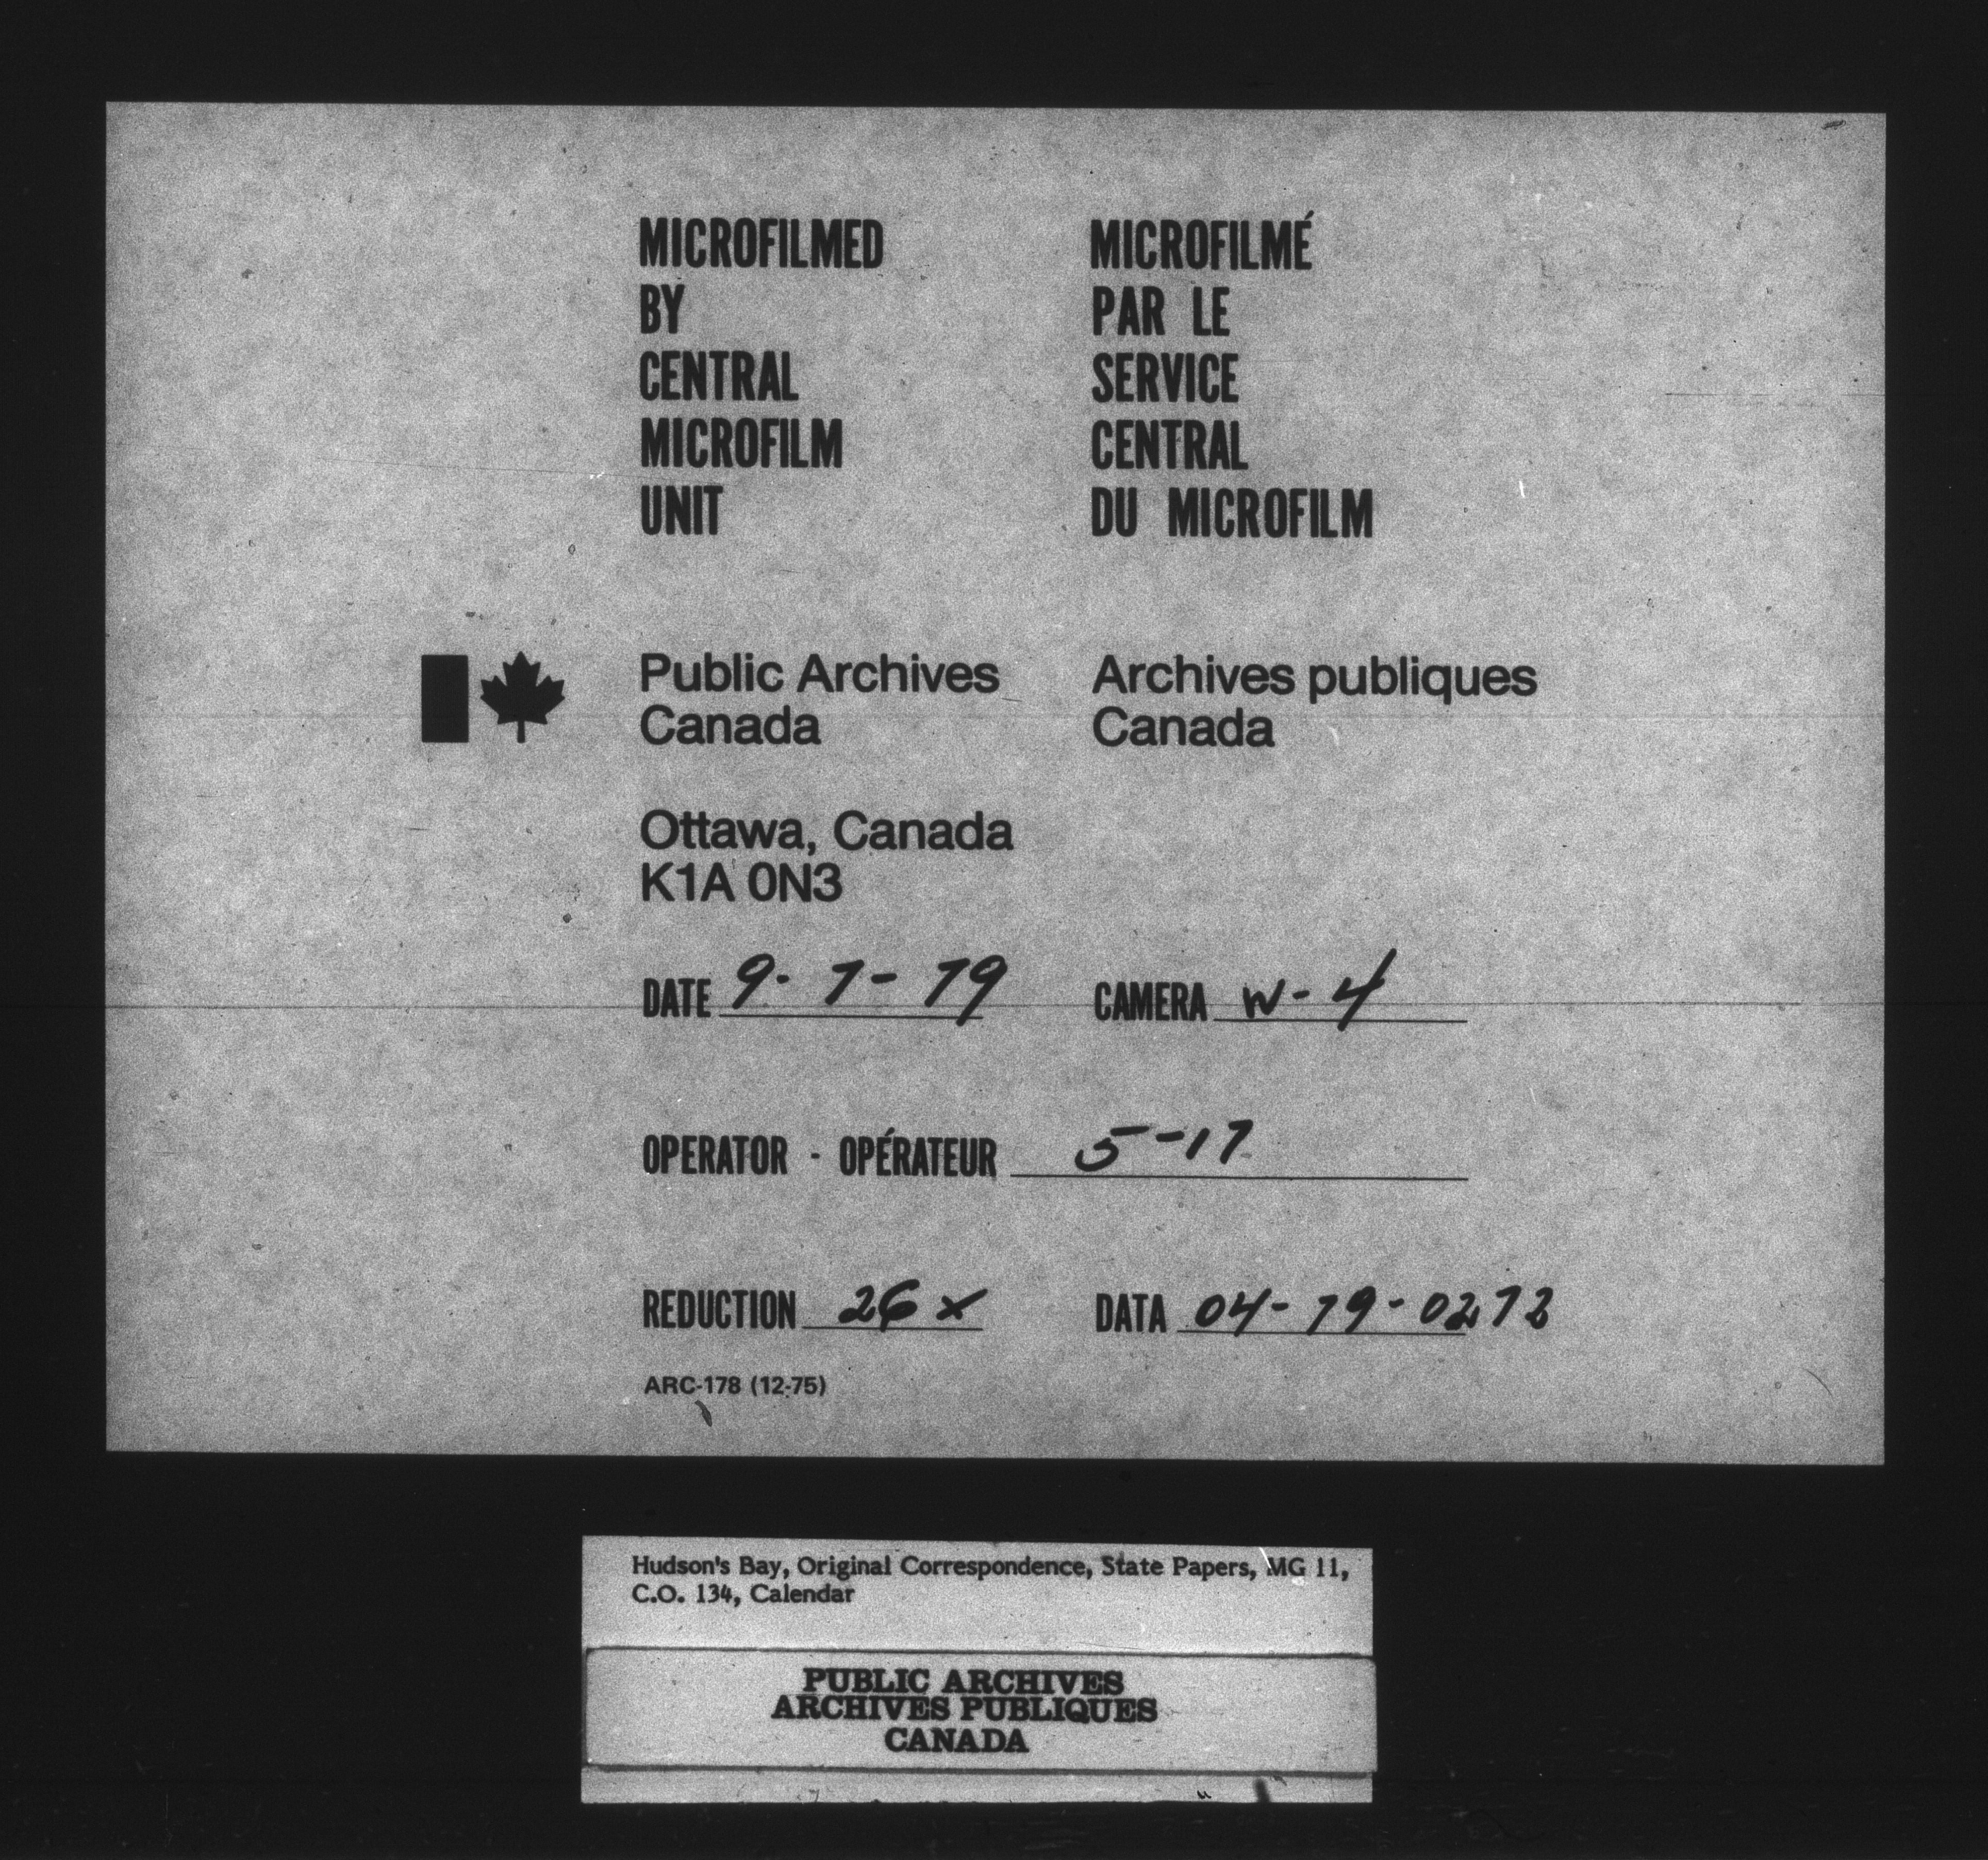 MICROFILMED
BY
CENTRAL
MICROFILM
UNIT
MICROFILMÉ
PAR LE
SERVICE
CENTRAL
DU MICROFILM
Public Archives
Canada
Archives publiques
Canada
Ottawa, Canada
K1A 0N3
DATE 9-7-79 CAMERA W-4
OPERATOR - OPÉRATEUR 5-17
REDUCTION 26x DATA 04-79-0272
ARC-178 (12-75)
Hudson's Bay, Original Correspondence, State Papers, MG 11,
C.O. 134, Calendar
PUBLIC ARCHIVES
ARCHIVES PUBLIQUES
CANADA